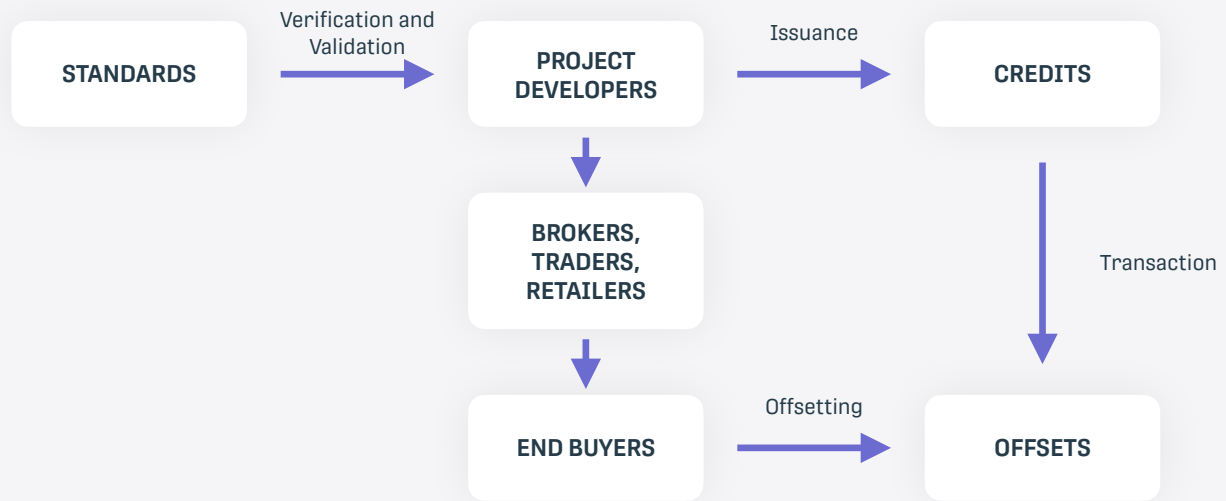 Verification and
Validation
Issuance
STANDARDS
PROJECT
DEVELOPERS
CREDITS
BROKERS,
TRADERS,
RETAILERS
Transaction
Offsetting
END BUYERS
OFFSETS